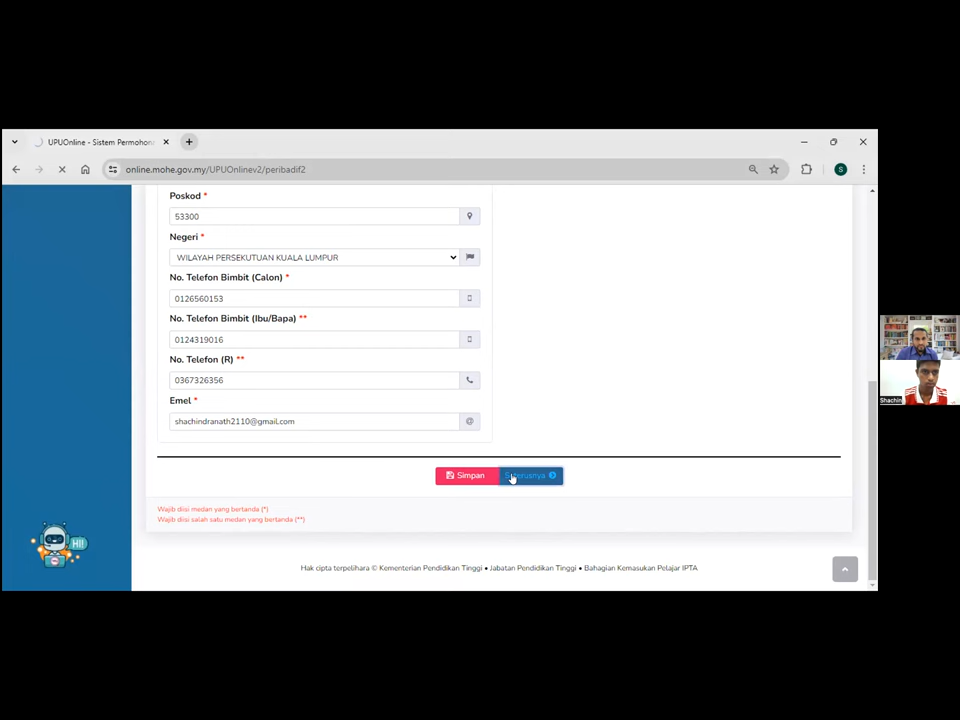 UPUOnline - Sistem Permohona
online.mohe.gov.my/UPUOnlinev2/peribadif2
S
Poskod *
53300
Negeri *
WILAYAH PERSEKUTUAN KUALA LUMPUR
No. Telefon Bimbit (Calon) *
0126560153
No. Telefon Bimbit (Ibu/Bapa) **
0124319016
No. Telefon (R) **
0367326356
Emel *
shachindranath2110@gmail.com
Simpan
Seterusnya
Wajib diisi medan yang bertanda (*)
Wajib diisi salah satu medan yang bertanda (**)
HI!
Hak cipta terpelihara © Kementerian Pendidikan Tinggi • Jabatan Pendidikan Tinggi • Bahagian Kemasukan Pelajar IPTA
Shachin